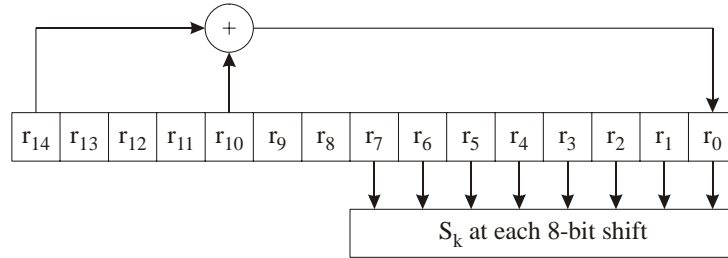 +
r14 r13 r12 r11 r10 r9 r8 r7 r6 r5 r4 r3 r2 r1 r0
Sk at each 8-bit shift